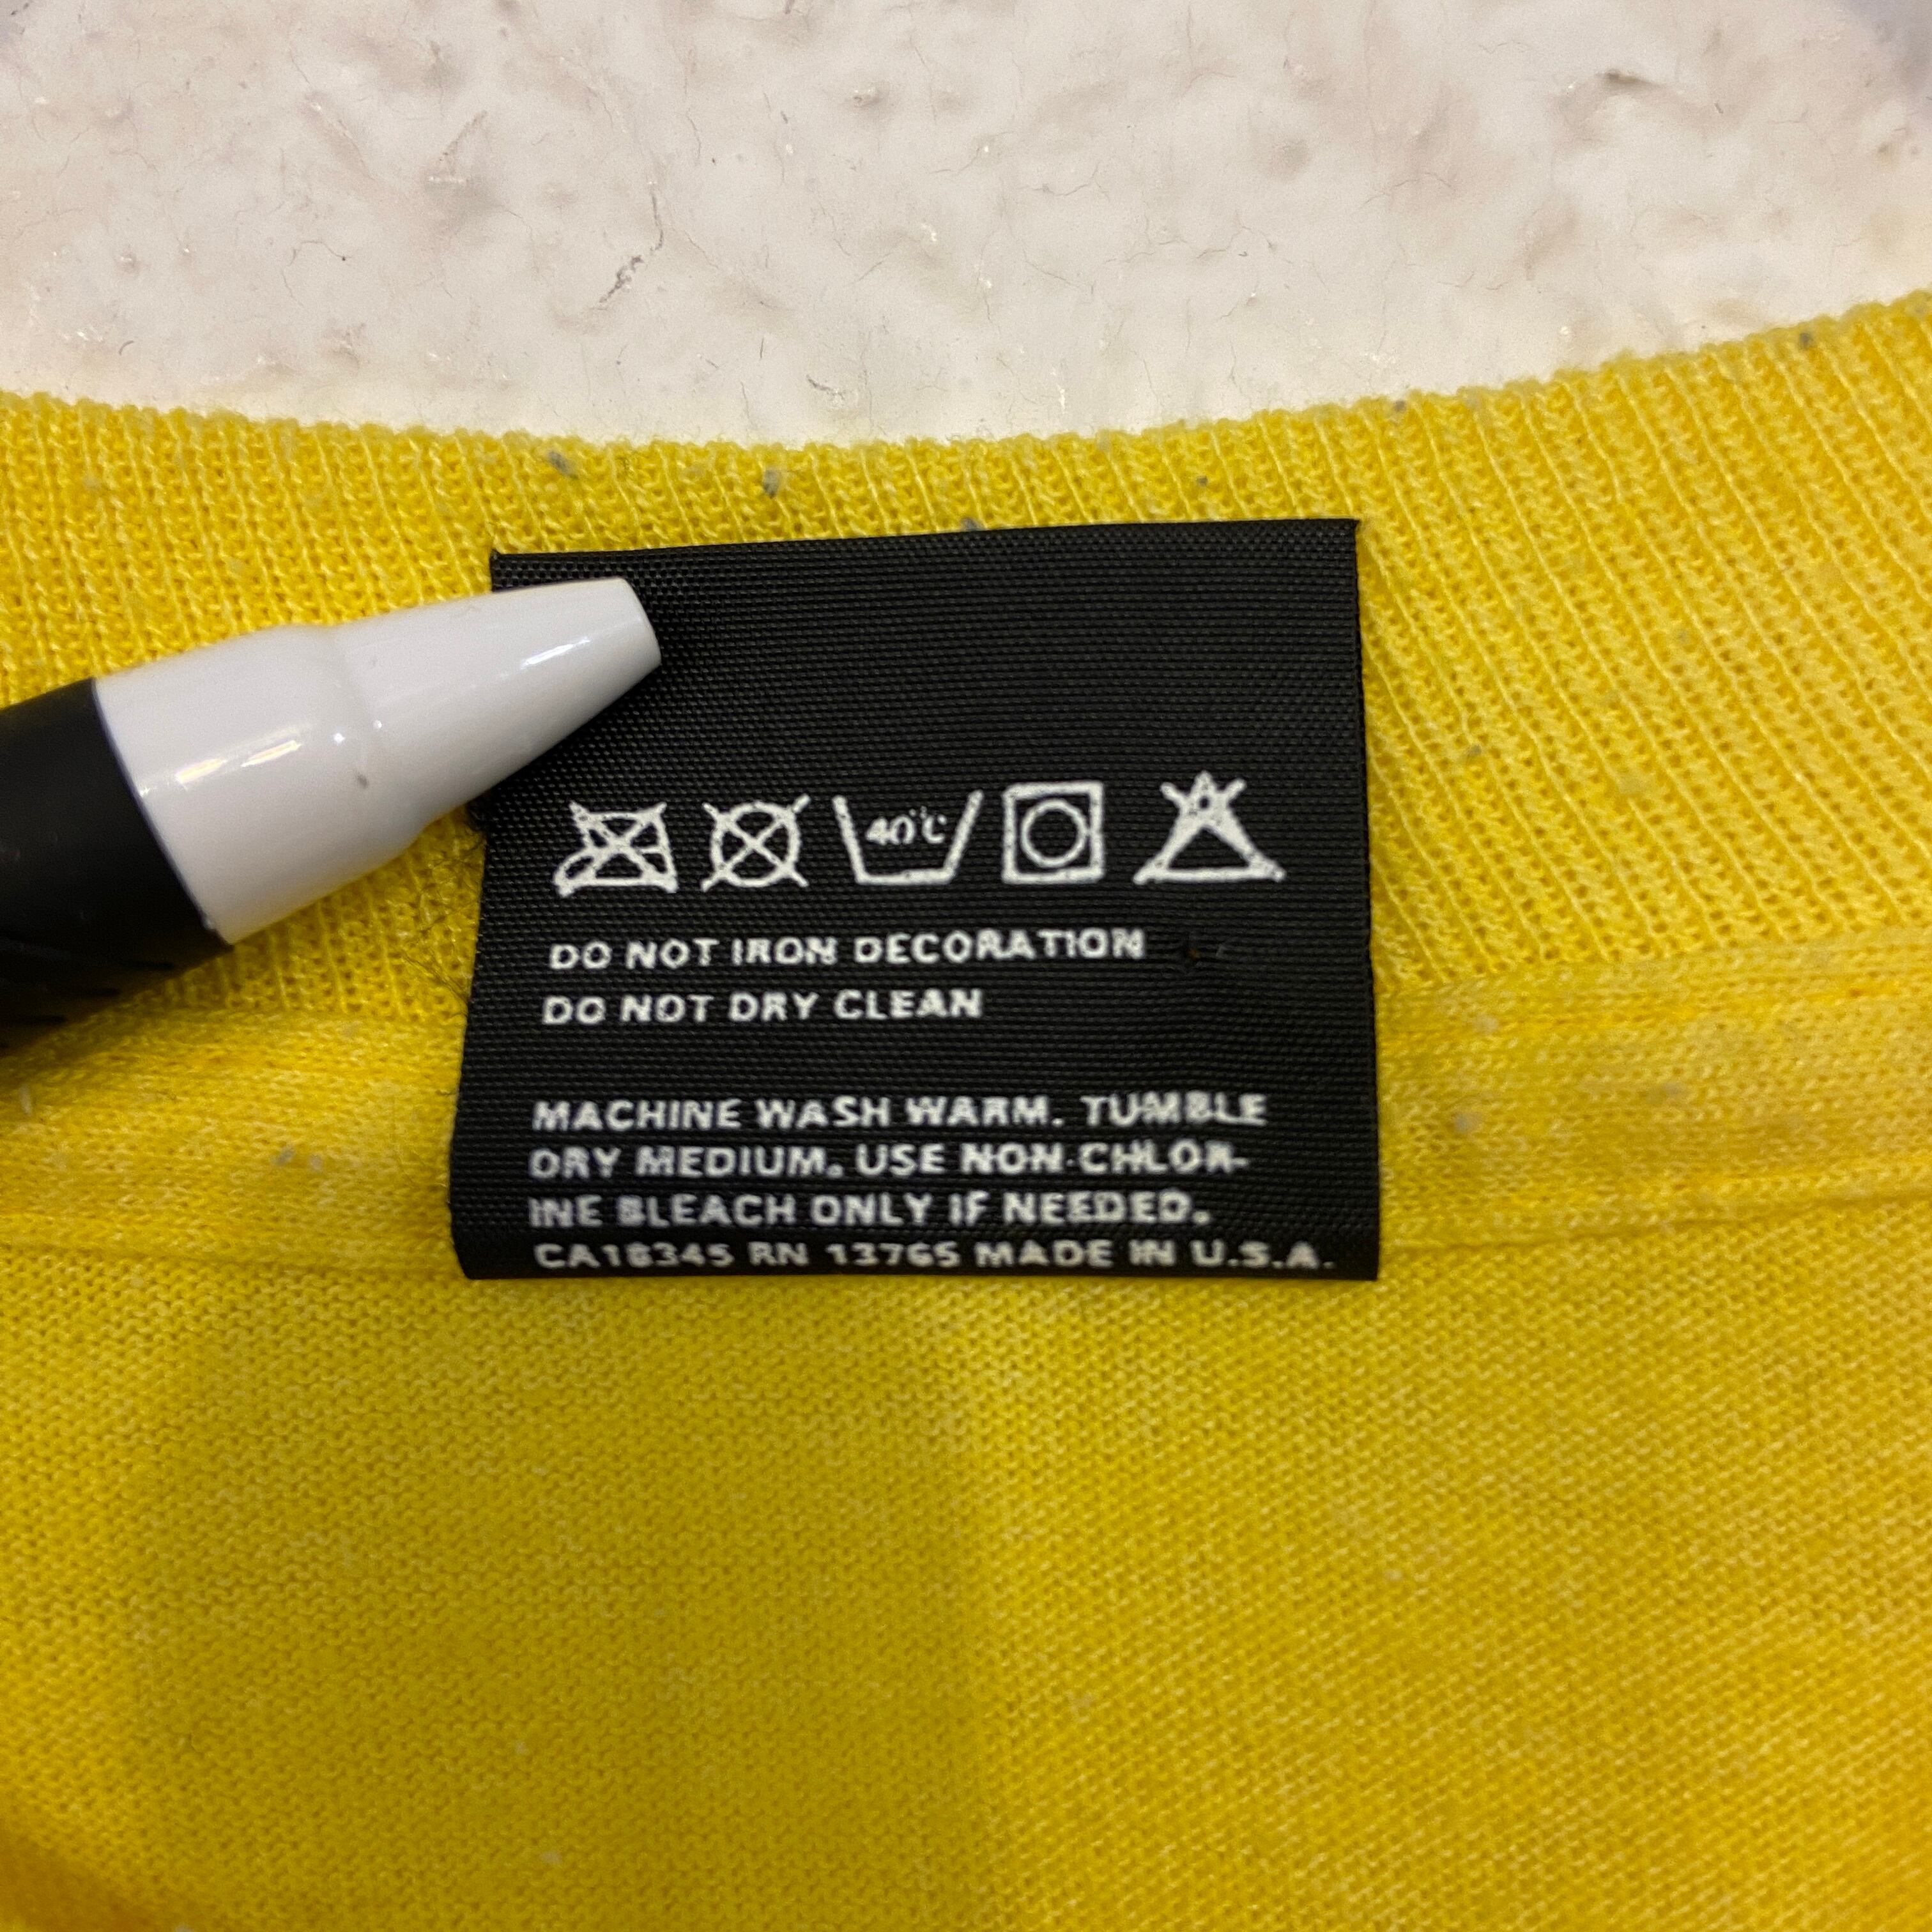 40°C
DO NOT IRON DECORATION
DO NOT DRY CLEAN
MACHINE WASH WARM. TUMBLE
DRY MEDIUM. USE NON-CHLOR-
INE BLEACH ONLY IF NEEDED.
CA18345 RN 13765 MADE IN U.S.A.